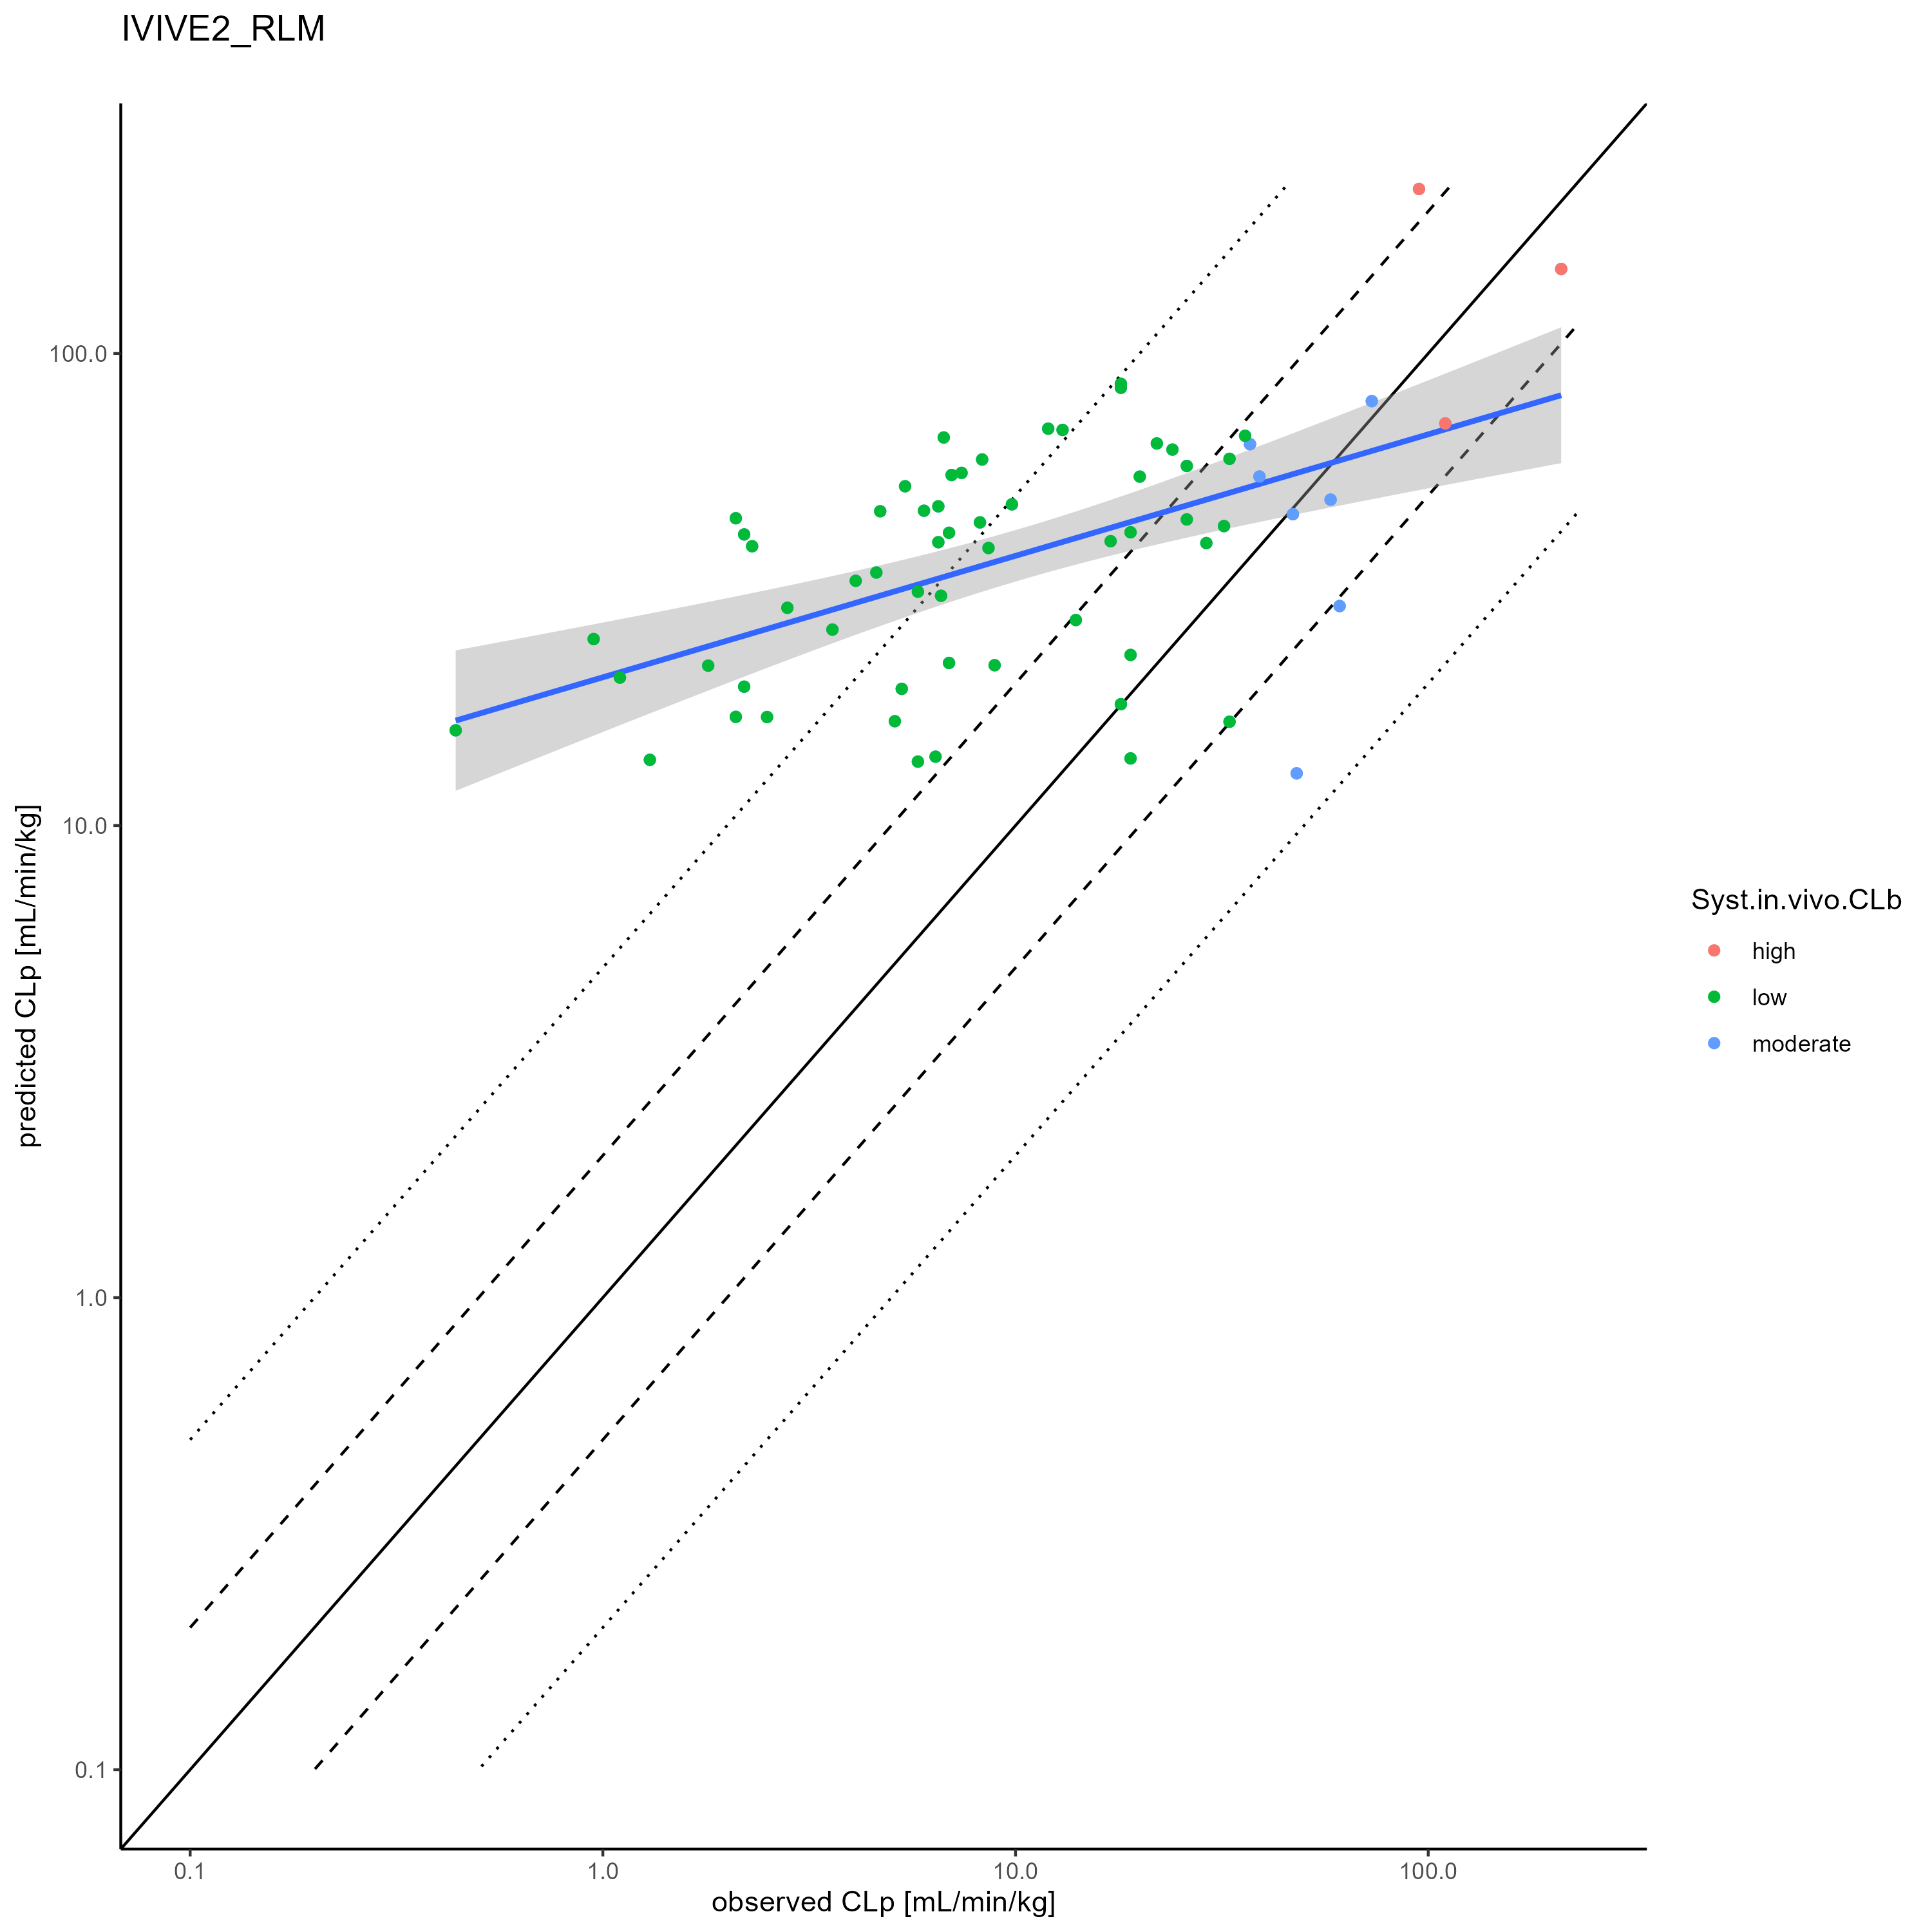 IVIVE2_RLM
predicted CLp [mL/min/kg]
100.0
10.0
1.0
0.1
0.1
1.0
10.0
100.0
observed CLp [mL/min/kg]
Syst.in.vivo.CLb
high
low
moderate